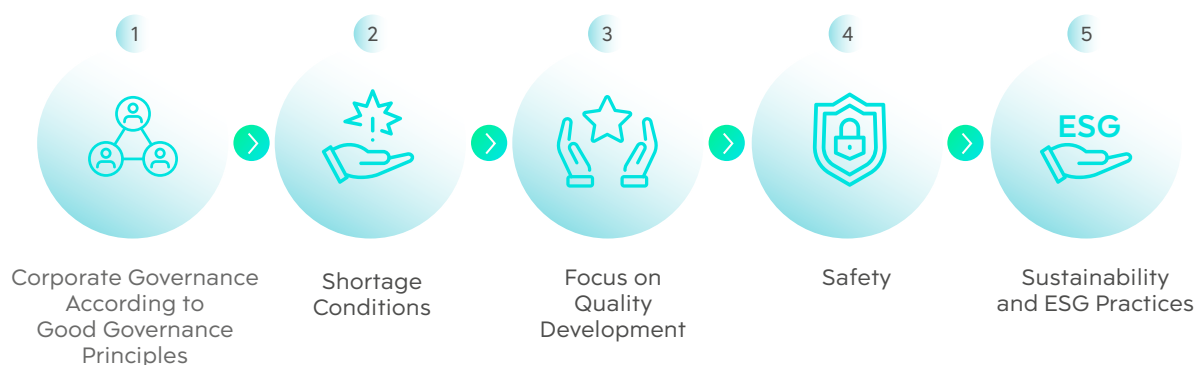 1
2
3
4
5
ESG
Corporate Governance
According to
Good Governance
Principles
Shortage
Conditions
Focus on
Quality
Development
Safety
Sustainability
and ESG Practices